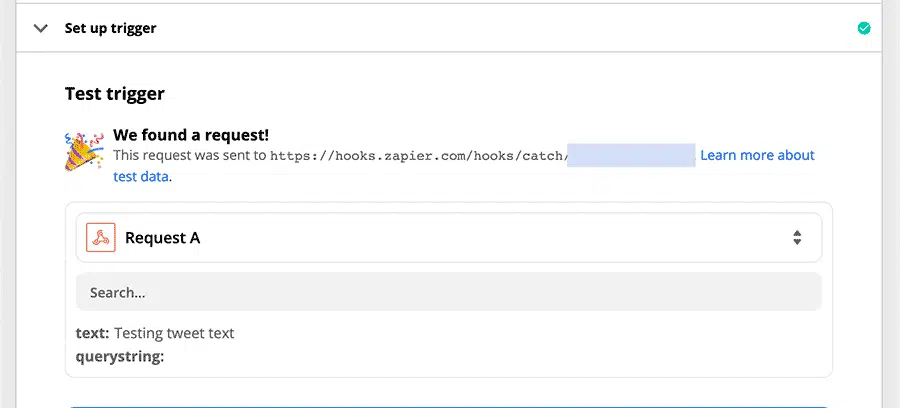 Set up trigger
Test trigger
We found a request!
This request was sent to https://hooks.zapier.com/hooks/catch/ . Learn more about
test data.
Request A
Search...
text: Testing tweet text
querystring: